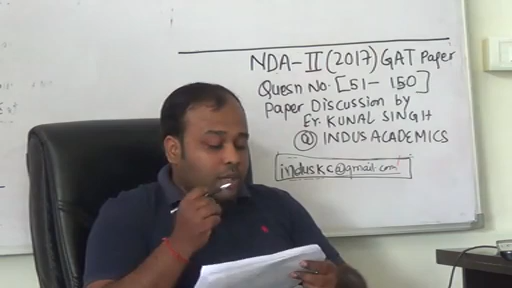 NDA-II (2017) GAT Paper
Quesn No. [51-150]
Paper Discussion by
Er. KUNAL SINGH
@ INDUS ACADEMICS
induskc@gmail.com